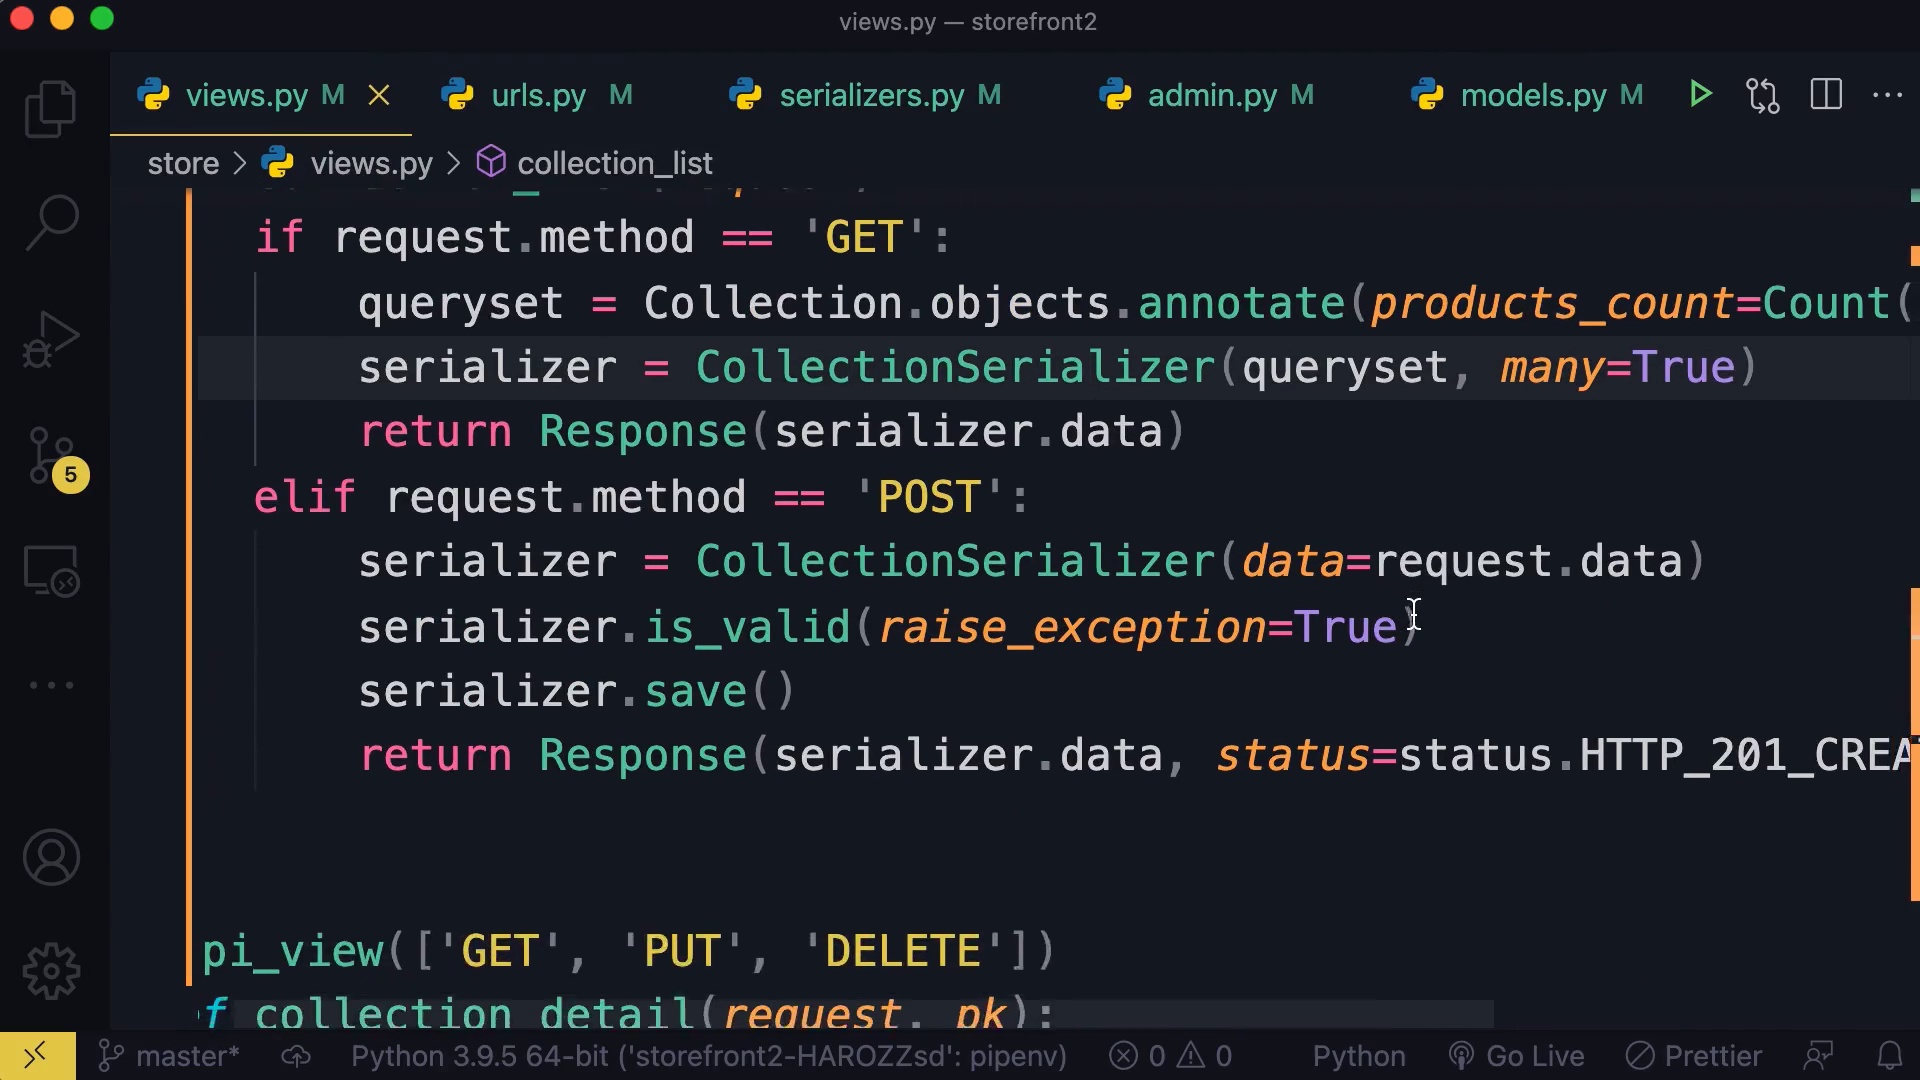 views.py — storefront2
views.py M urls.py M serializers.py M admin.py M models.py M
store > views.py > collection_list
if request.method == 'GET':
queryset = Collection.objects.annotate(products_count=Count(
serializer = CollectionSerializer(queryset, many=True)
return Response(serializer.data)
elif request.method == 'POST':
serializer = CollectionSerializer(data=request.data)
serializer.is_valid(raise_exception=True)
serializer.save()
return Response(serializer.data, status=status.HTTP_201_CREA
5
pi_view(['GET', 'PUT', 'DELETE'])
f collection_detail(request, pk):
master* Python 3.9.5 64-bit ('storefront2-HAROZZsd': pipenv) 0 0 Python Go Live Prettier